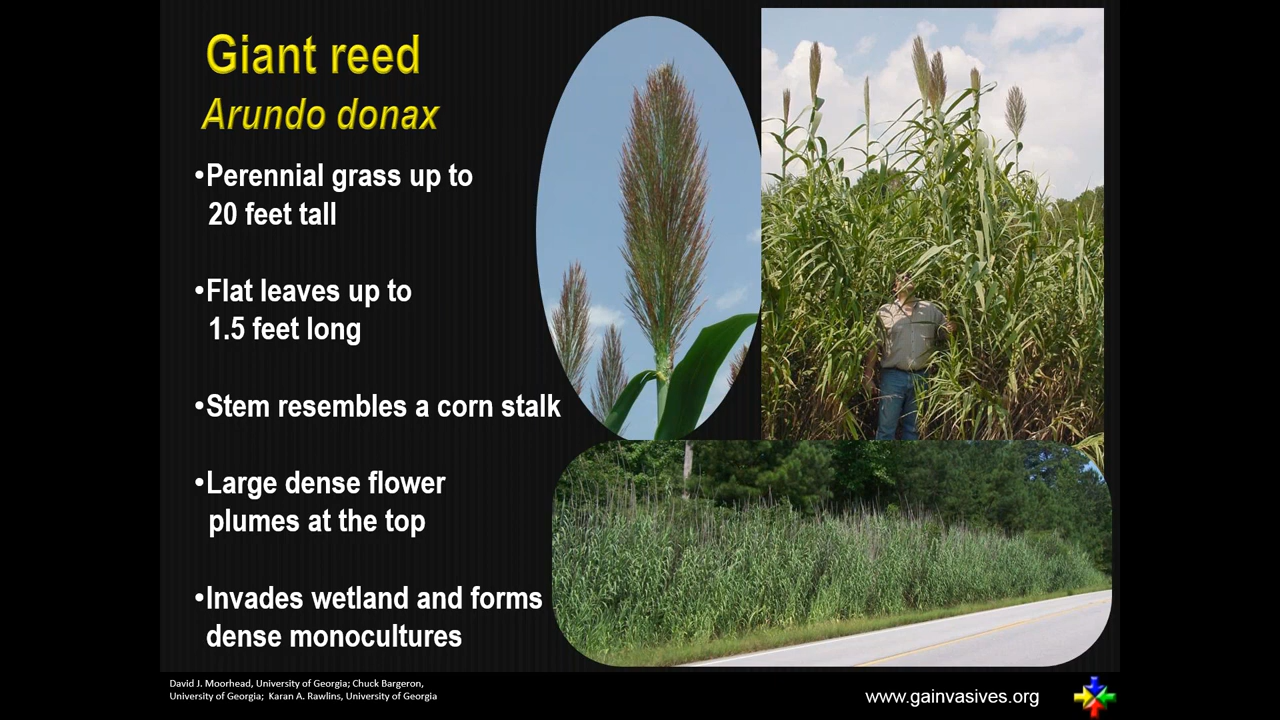 Giant reed
Arundo donax
•Perennial grass up to
20 feet tall
•Flat leaves up to
1.5 feet long
•Stem resembles a corn stalk
•Large dense flower
plumes at the top
•Invades wetland and forms
dense monocultures
David J. Moorhead, University of Georgia; Chuck Bargeron,
University of Georgia; Karan A. Rawlins, University of Georgia
www.gainvasives.org